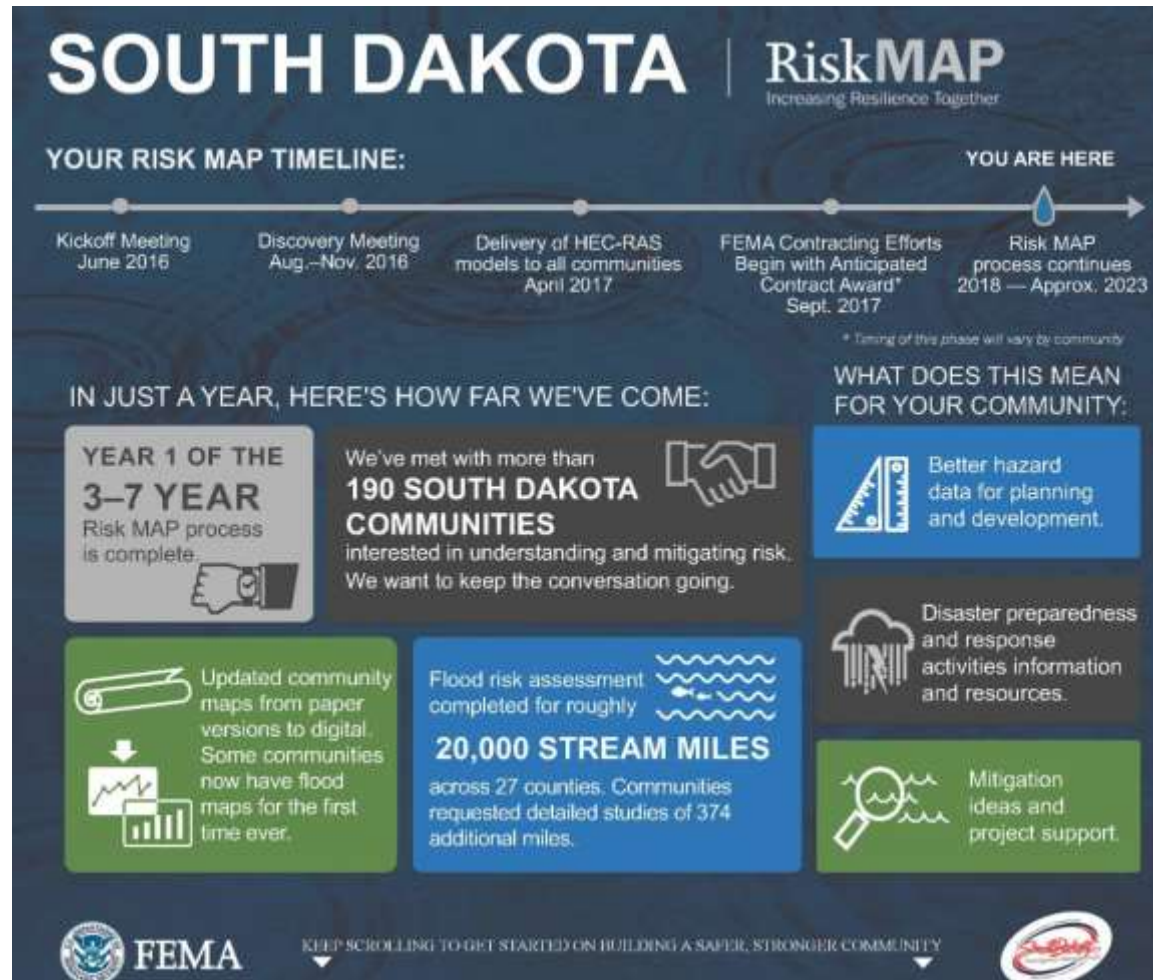 SOUTH DAKOTA
RiskMAP
Increasing Resilience Together
YOUR RISK MAP TIMELINE:
YOU ARE HERE
Kickoff Meeting
June 2016
Discovery Meeting
Aug.–Nov. 2016
Delivery of HEC-RAS
models to all communities
April 2017
FEMA Contracting Efforts
Begin with Anticipated
Contract Award*
Sept. 2017
Risk MAP
process continues
2018 — Approx. 2023
* Timing of this phase will vary by community
IN JUST A YEAR, HERE'S HOW FAR WE'VE COME:
YEAR 1 OF THE
3–7 YEAR
Risk MAP process
is complete.
We've met with more than
190 SOUTH DAKOTA
COMMUNITIES
interested in understanding and mitigating risk.
We want to keep the conversation going.
Updated community
maps from paper
versions to digital.
Some communities
now have flood
maps for the first
time ever.
Flood risk assessment
completed for roughly
20,000 STREAM MILES
across 27 counties. Communities
requested detailed studies of 374
additional miles.
WHAT DOES THIS MEAN
FOR YOUR COMMUNITY:
Better hazard
data for planning
and development.
Disaster preparedness
and response
activities information
and resources.
Mitigation
ideas and
project support.
FEMA
KEEP SCROLLING TO GET STARTED ON BUILDING A SAFER, STRONGER COMMUNITY